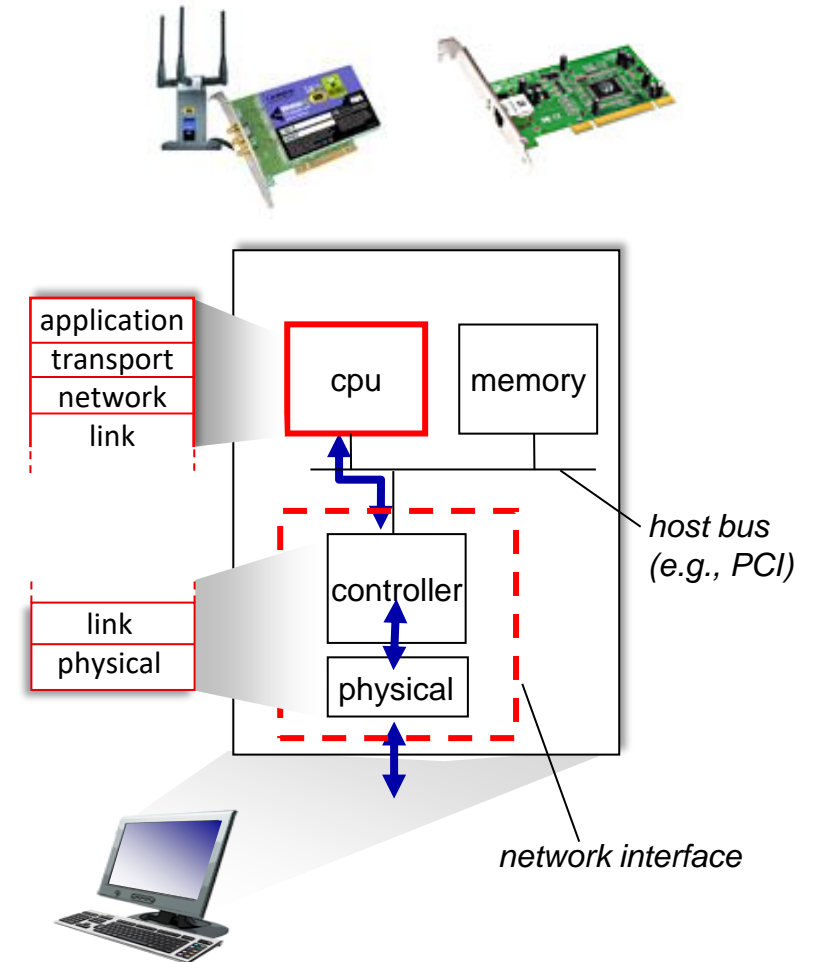 application
transport
network
link
cpu
memory
host bus
(e.g., PCI)
controller
link
physical
physical
network interface